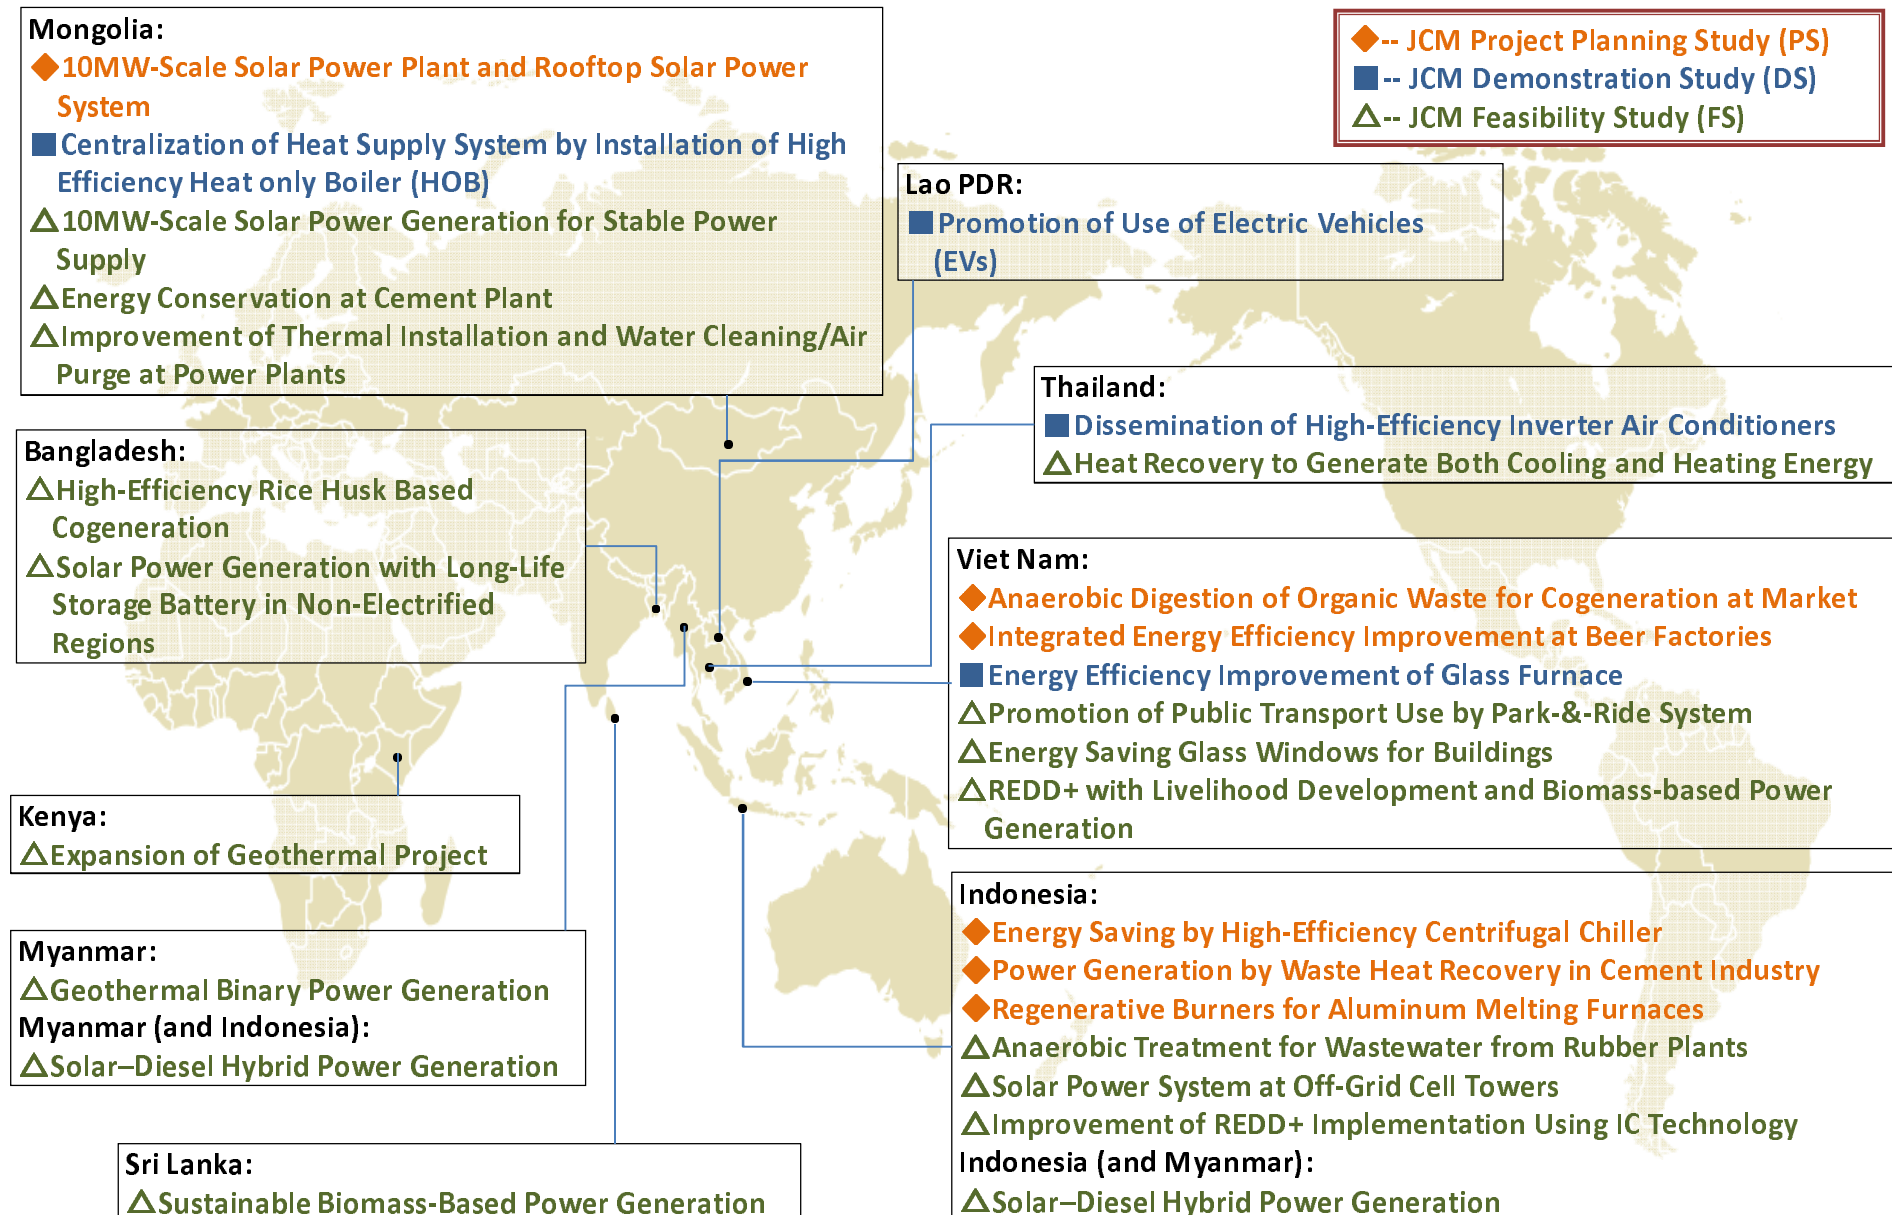 Mongolia:
◆10MW-Scale Solar Power Plant and Rooftop Solar Power
System
■Centralization of Heat Supply System by Installation of High
Efficiency Heat only Boiler (HOB)
△10MW-Scale Solar Power Generation for Stable Power
Supply
△Energy Conservation at Cement Plant
△Improvement of Thermal Installation and Water Cleaning/Air
Purge at Power Plants
◆-- JCM Project Planning Study (PS)
■-- JCM Demonstration Study (DS)
△-- JCM Feasibility Study (FS)
Lao PDR:
■Promotion of Use of Electric Vehicles
(EVs)
Thailand:
■Dissemination of High-Efficiency Inverter Air Conditioners
△Heat Recovery to Generate Both Cooling and Heating Energy
Bangladesh:
△High-Efficiency Rice Husk Based
Cogeneration
△Solar Power Generation with Long-Life
Storage Battery in Non-Electrified
Regions
Viet Nam:
◆Anaerobic Digestion of Organic Waste for Cogeneration at Market
◆Integrated Energy Efficiency Improvement at Beer Factories
■Energy Efficiency Improvement of Glass Furnace
△Promotion of Public Transport Use by Park-&-Ride System
△Energy Saving Glass Windows for Buildings
△REDD+ with Livelihood Development and Biomass-based Power
Generation
Kenya:
△Expansion of Geothermal Project
Myanmar:
△Geothermal Binary Power Generation
Myanmar (and Indonesia):
△Solar–Diesel Hybrid Power Generation
Indonesia:
◆Energy Saving by High-Efficiency Centrifugal Chiller
◆Power Generation by Waste Heat Recovery in Cement Industry
◆Regenerative Burners for Aluminum Melting Furnaces
△Anaerobic Treatment for Wastewater from Rubber Plants
△Solar Power System at Off-Grid Cell Towers
△Improvement of REDD+ Implementation Using IC Technology
Indonesia (and Myanmar):
△Solar–Diesel Hybrid Power Generation
Sri Lanka:
△Sustainable Biomass-Based Power Generation